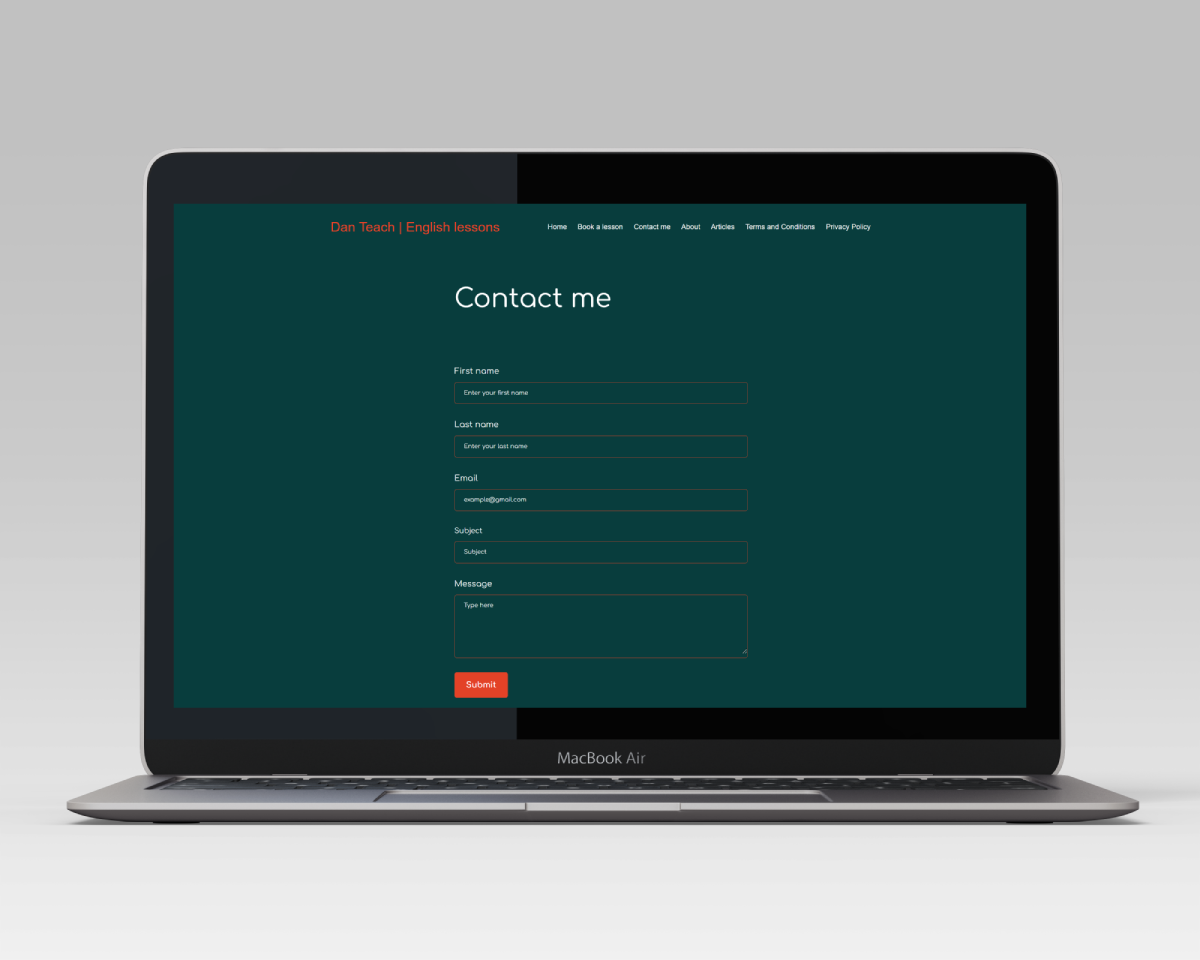 Dan Teach | English lessons
Home Book a lesson Contact me About Articles Terms and Conditions Privacy Policy
Contact me
First name
Enter your first name
Last name
Enter your last name
Email
example@gmail.com
Subject
Subject
Message
Type here
Submit
MacBook Air